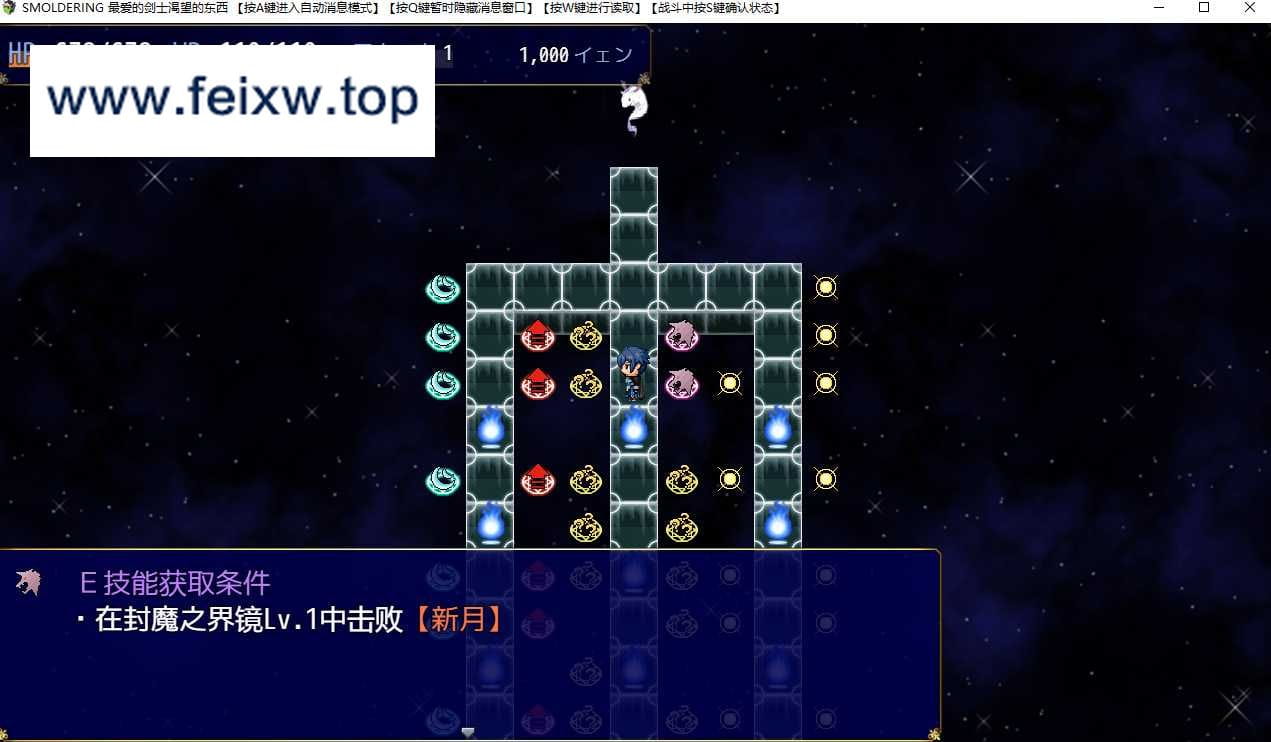 SMOLDERING 最爱的剑士渴望的东西 【按A键进入自动消息模式】【按Q键暂时隐藏消息窗口】【按W键进行读取】【战斗中按S键确认状态】
1 1,000 イェン
www.feixw.top
E 技能获取条件
・在封魔之界镜Lv.1中击败【新月】